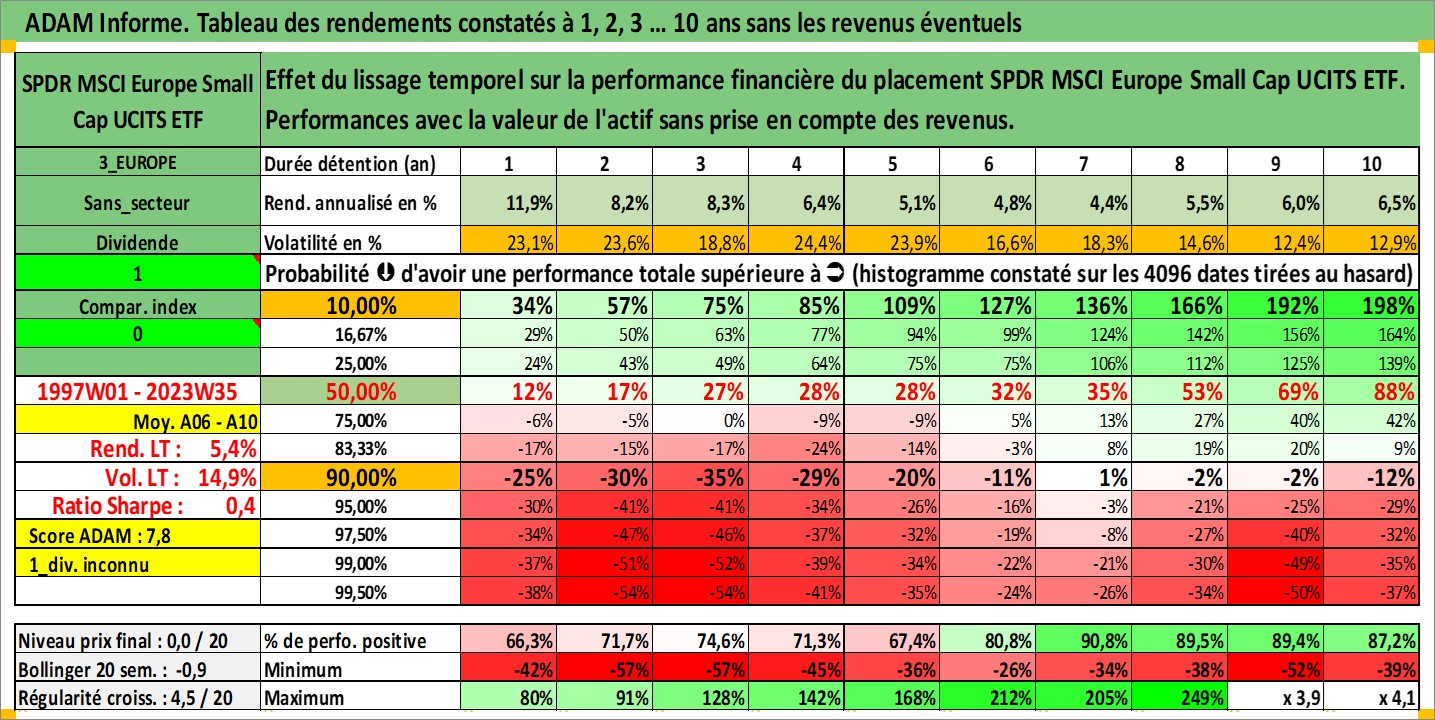 ADAM Informe. Tableau des rendements constatés à 1, 2, 3 ... 10 ans sans les revenus éventuels
SPDR MSCI Europe Small Cap UCITS ETF
Effet du lissage temporel sur la performance financière du placement SPDR MSCI Europe Small Cap UCITS ETF.
Performances avec la valeur de l'actif sans prise en compte des revenus.
3_EUROPE Durée détention (an) 1 2 3 4 5 6 7 8 9 10
Sans_secteur Rend. annualisé en % 11,9% 8,2% 8,3% 6,4% 5,1% 4,8% 4,4% 5,5% 6,0% 6,5%
Dividende Volatilité en % 23,1% 23,6% 18,8% 24,4% 23,9% 16,6% 18,3% 14,6% 12,4% 12,9%
1 Probabilité ⬇ d'avoir une performance totale supérieure à ➲ (histogramme constaté sur les 4096 dates tirées au hasard)
Compar. index 10,00% 34% 57% 75% 85% 109% 127% 136% 166% 192% 198%
0 16,67% 29% 50% 63% 77% 94% 99% 124% 142% 156% 164%
25,00% 24% 43% 49% 64% 75% 75% 106% 112% 125% 139%
1997W01 - 2023W35 50,00% 12% 17% 27% 28% 28% 32% 35% 53% 69% 88%
Moy. A06 - A10 75,00% -6% -5% 0% -9% -9% 5% 13% 27% 40% 42%
Rend. LT : 5,4% 83,33% -17% -15% -17% -24% -14% -3% 8% 19% 20% 9%
Vol. LT : 14,9% 90,00% -25% -30% -35% -29% -20% -11% 1% -2% -2% -12%
Ratio Sharpe : 0,4 95,00% -30% -41% -41% -34% -26% -16% -3% -21% -25% -29%
Score ADAM : 7,8 97,50% -34% -47% -46% -37% -32% -19% -8% -27% -40% -32%
1_div. inconnu 99,00% -37% -51% -52% -39% -34% -22% -21% -30% -49% -35%
99,50% -38% -54% -54% -41% -35% -24% -26% -34% -50% -37%
Niveau prix final : 0,0 / 20 % de perfo. positive 66,3% 71,7% 74,6% 71,3% 67,4% 80,8% 90,8% 89,5% 89,4% 87,2%
Bollinger 20 sem. : -0,9 Minimum -42% -57% -57% -45% -36% -26% -34% -38% -52% -39%
Régularité croiss. : 4,5 / 20 Maximum 80% 91% 128% 142% 168% 212% 205% 249% x 3,9 x 4,1